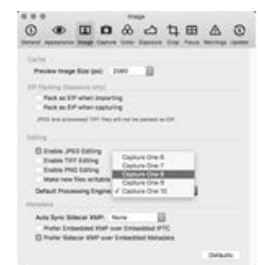 Image
General Appearance Image Capture Color Exposure Crop Focus Warnings Update
Cache
Preview Image Size (px): 2560
EIP Packing (Sessions only)
Pack as EIP when importing
Pack as EIP when capturing
JPEG and processed TIFF files will not be packed as EIP.
Editing
Enable JPEG Editing
Enable TIFF Editing
Enable PNG Editing
Make new files writable
Capture One 6
Capture One 7
Capture One 8
Capture One 9
Default Processing Engine: ✓ Capture One 10
Metadata
Auto Sync Sidecar XMP: None
Prefer Embedded XMP over Embedded IPTC
Prefer Sidecar XMP over Embedded Metadata
Defaults